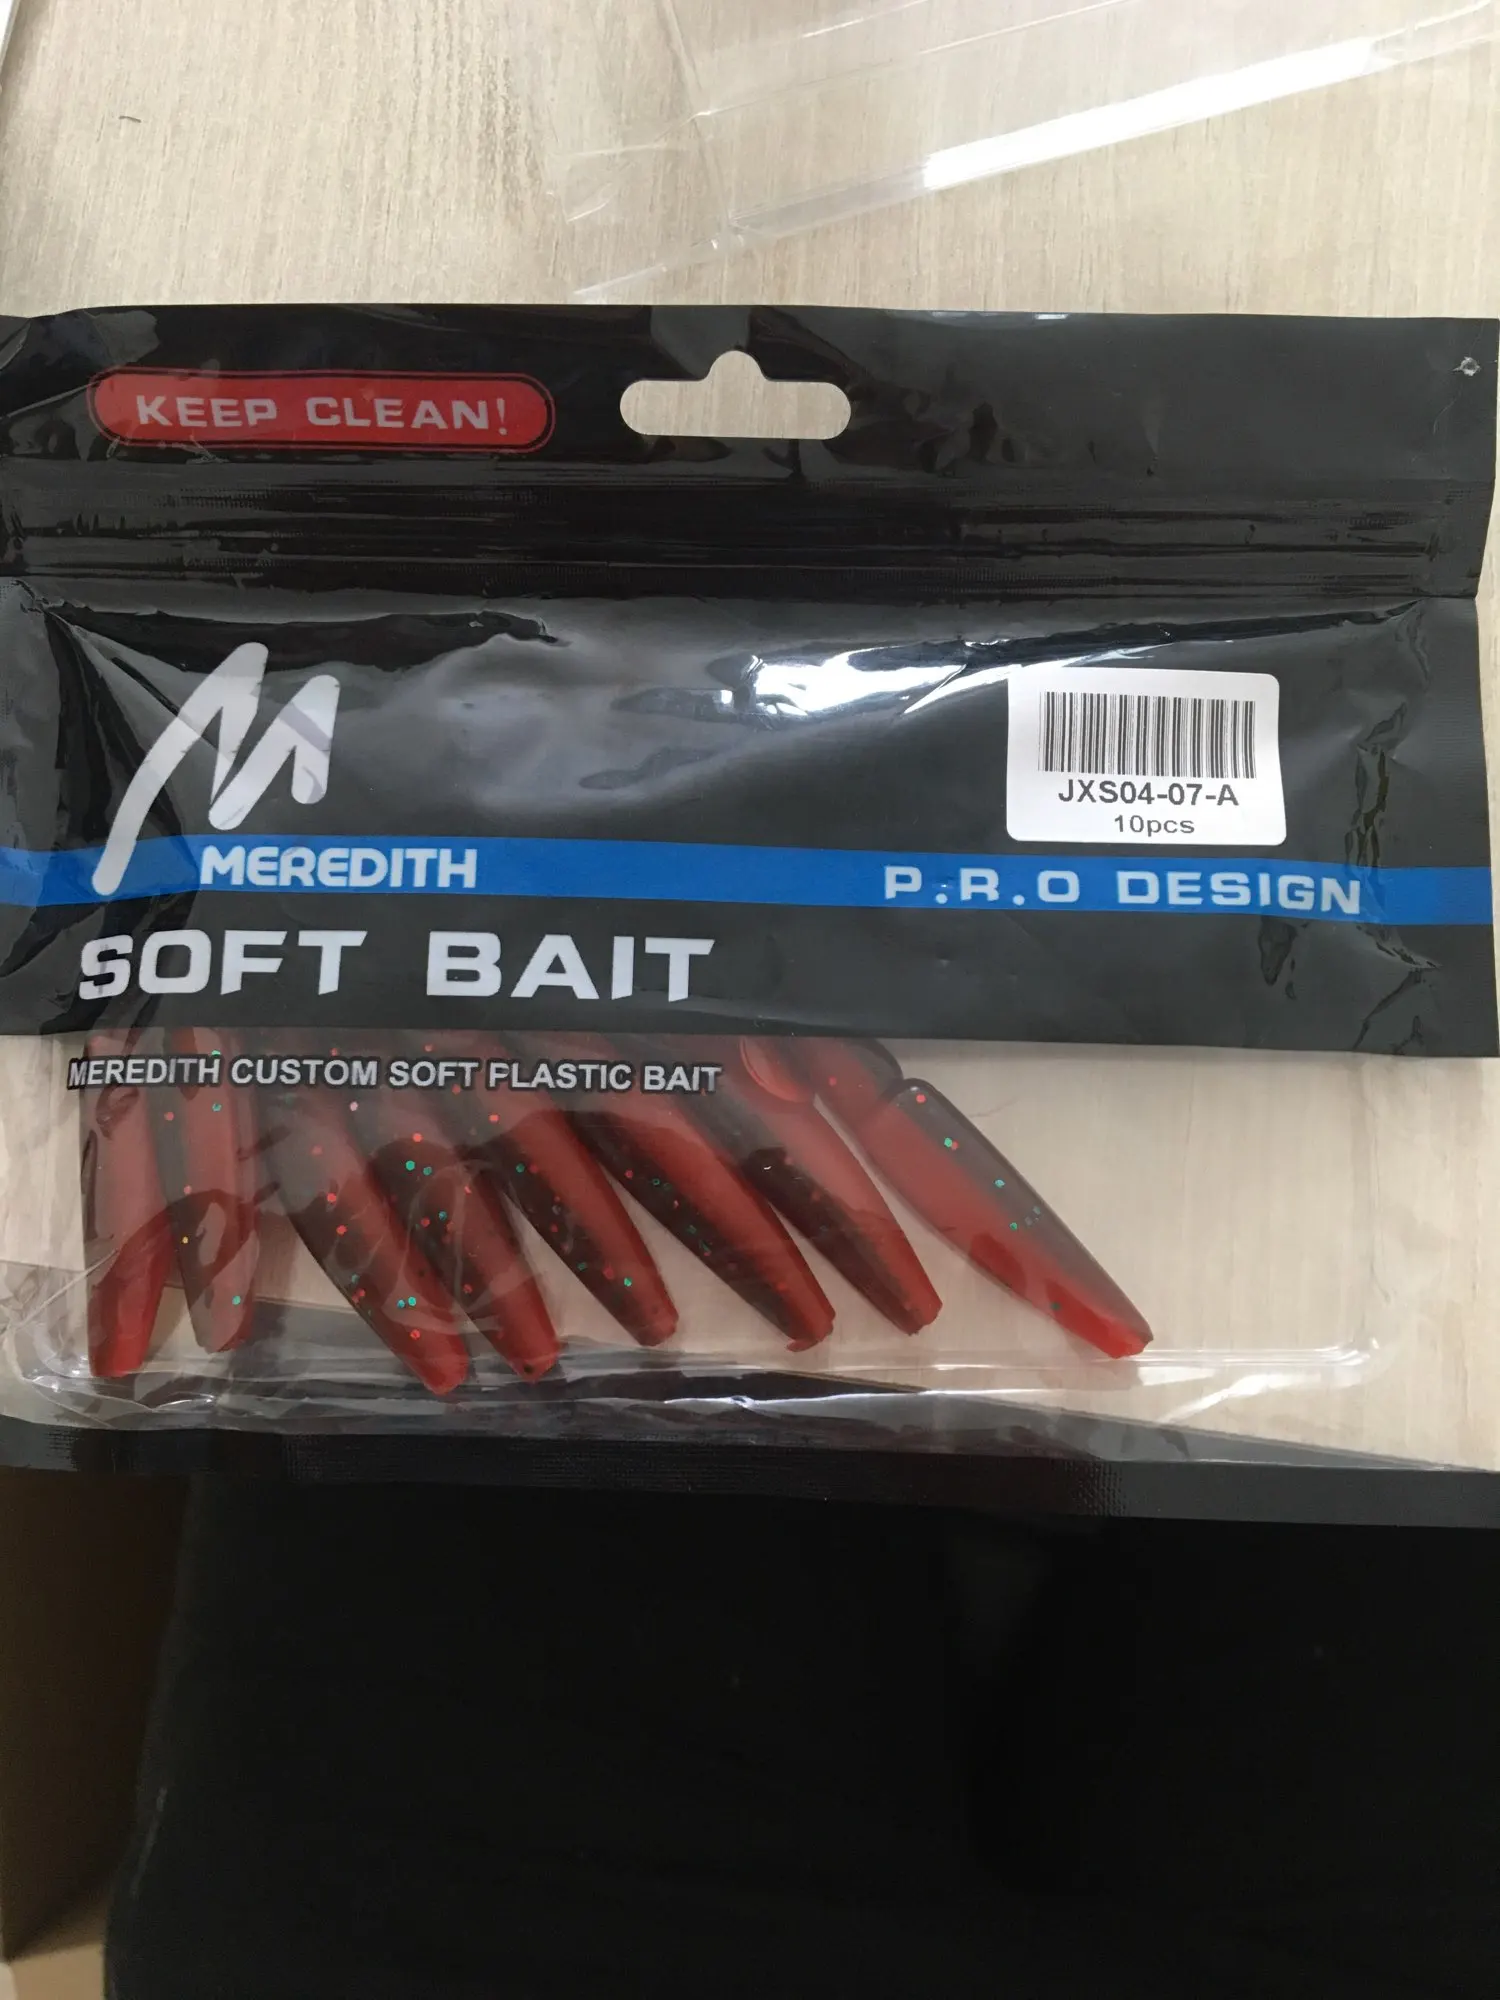 KEEP CLEAN!
JXS04-07-A
10pcs
M
MEREDITH
P.R.O DESIGN
SOFT BAIT
MEREDITH CUSTOM SOFT PLASTIC BAIT